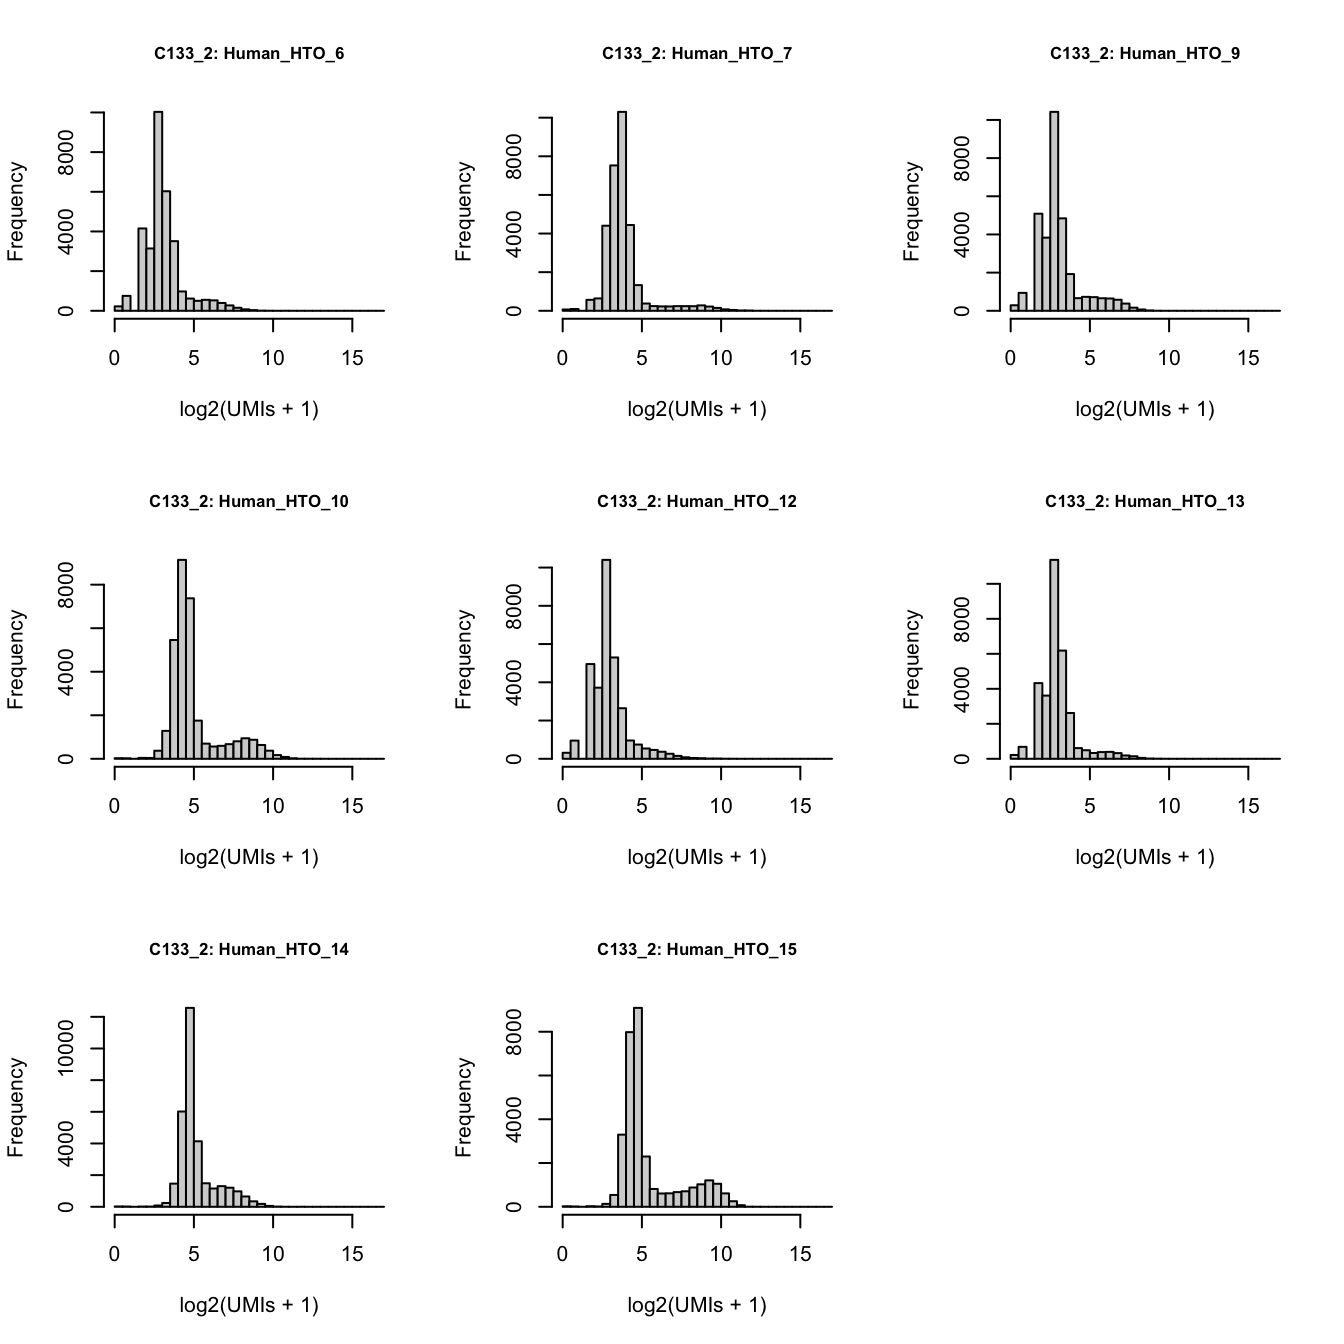 C133_2: Human_HTO_6
Frequency
0 4000 8000
0 5 10 15
log2(UMIs + 1)
C133_2: Human_HTO_7
Frequency
0 4000 8000
0 5 10 15
log2(UMIs + 1)
C133_2: Human_HTO_9
Frequency
0 4000 8000
0 5 10 15
log2(UMIs + 1)
C133_2: Human_HTO_10
Frequency
0 4000 8000
0 5 10 15
log2(UMIs + 1)
C133_2: Human_HTO_12
Frequency
0 4000 8000
0 5 10 15
log2(UMIs + 1)
C133_2: Human_HTO_13
Frequency
0 4000 8000
0 5 10 15
log2(UMIs + 1)
C133_2: Human_HTO_14
Frequency
0 4000 10000
0 5 10 15
log2(UMIs + 1)
C133_2: Human_HTO_15
Frequency
0 4000 8000
0 5 10 15
log2(UMIs + 1)